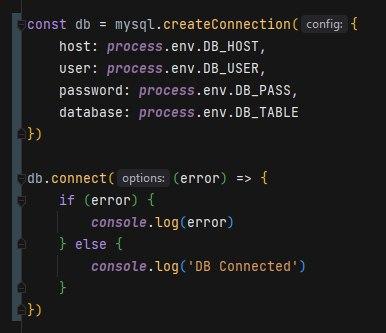 const db = mysql.createConnection( config: {
    host: process.env.DB_HOST,
    user: process.env.DB_USER,
    password: process.env.DB_PASS,
    database: process.env.DB_TABLE
})

db.connect( options: (error) => {
    if (error) {
        console.log(error)
    } else {
        console.log('DB Connected')
    }
})